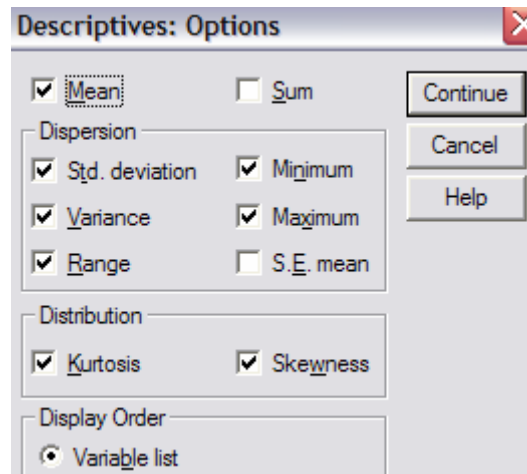 Descriptives: Options
Mean Sum Continue
Dispersion Cancel
Std. deviation Minimum
Help
Variance Maximum
Range S.E. mean
Distribution
Kurtosis Skewness
Display Order
Variable list